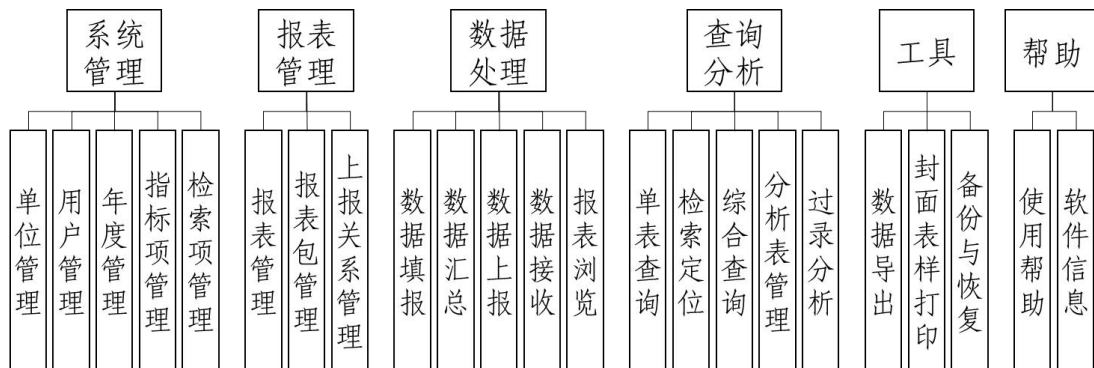 系统
管理
报表
管理
数据
处理
查询
分析
工具
帮助
单位管理
用户管理
年度管理
指标项管理
检索项管理
报表管理
报表包管理
上报关系管理
数据填报
数据汇总
数据上报
数据接收
报表浏览
单表查询
检索定位
综合查询
分析表管理
过录分析
数据导出
封面表样打印
备份与恢复
使用帮助
软件信息